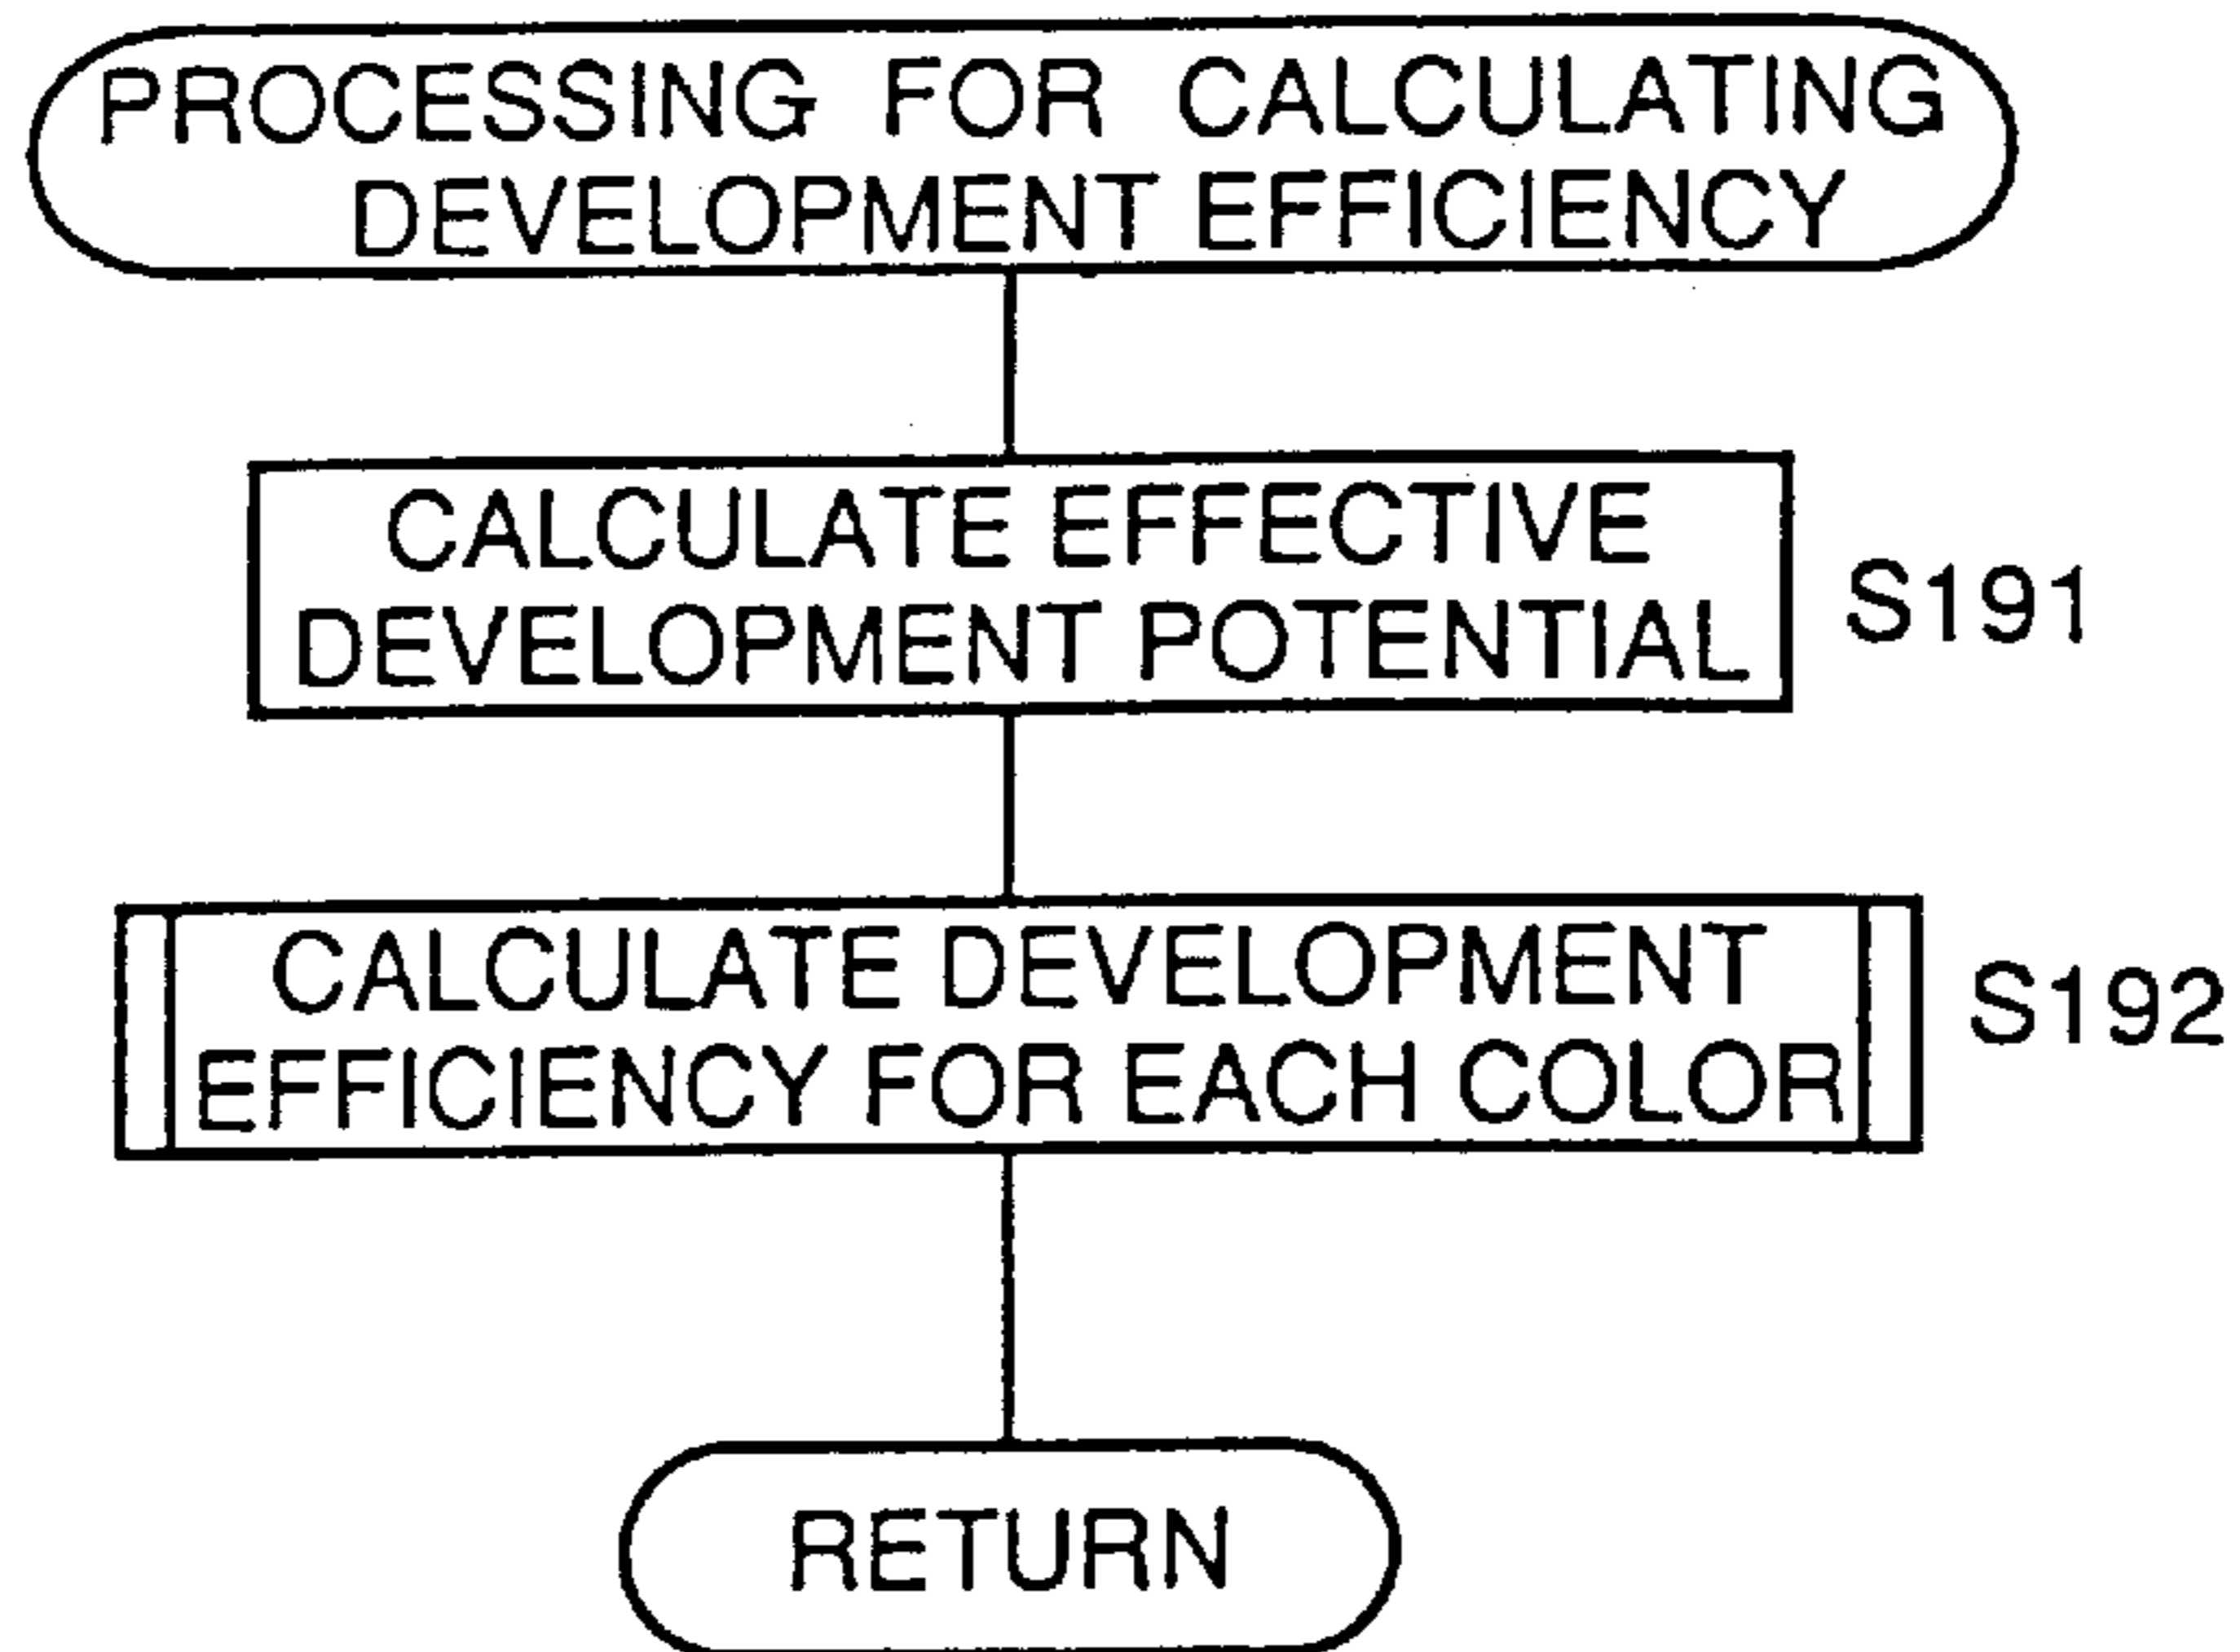 PROCESSING FOR CALCULATING
DEVELOPMENT EFFICIENCY
CALCULATE EFFECTIVE
DEVELOPMENT POTENTIAL
S191
CALCULATE DEVELOPMENT
EFFICIENCY FOR EACH COLOR
S192
RETURN